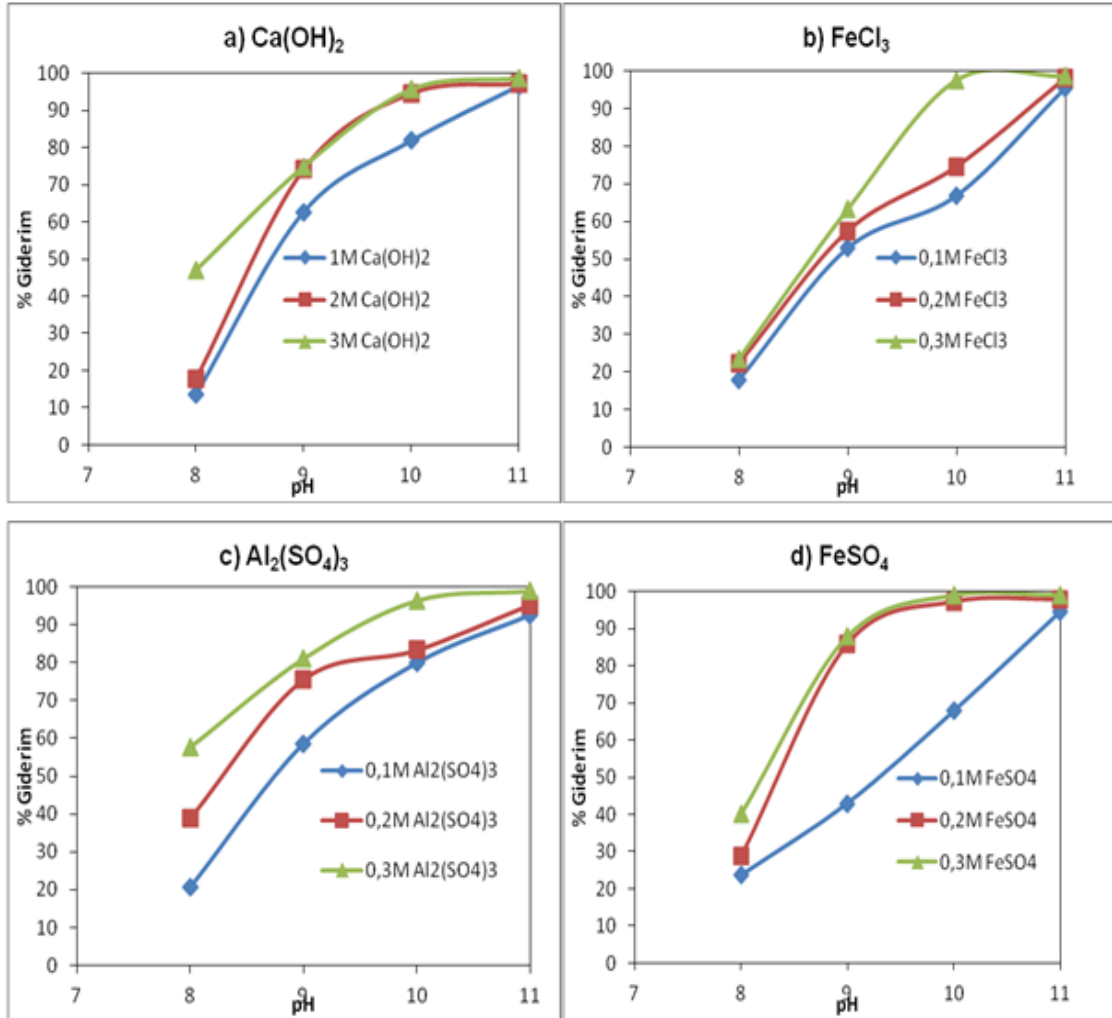 a) Ca(OH)₂
100
90
80
70
60
50
40
30
20
10
0
% Giderim
1M Ca(OH)2
2M Ca(OH)2
3M Ca(OH)2
7 8 9 10 11
pH
b) FeCl₃
100
90
80
70
60
50
40
30
20
10
0
% Giderim
0,1M FeCl3
0,2M FeCl3
0,3M FeCl3
7 8 9 10 11
pH
c) Al₂(SO₄)₃
100
90
80
70
60
50
40
30
20
10
0
% Giderim
0,1M Al2(SO4)3
0,2M Al2(SO4)3
0,3M Al2(SO4)3
7 8 9 10 11
pH
d) FeSO₄
100
90
80
70
60
50
40
30
20
10
0
% Giderim
0,1M FeSO4
0,2M FeSO4
0,3M FeSO4
7 8 9 10 11
pH